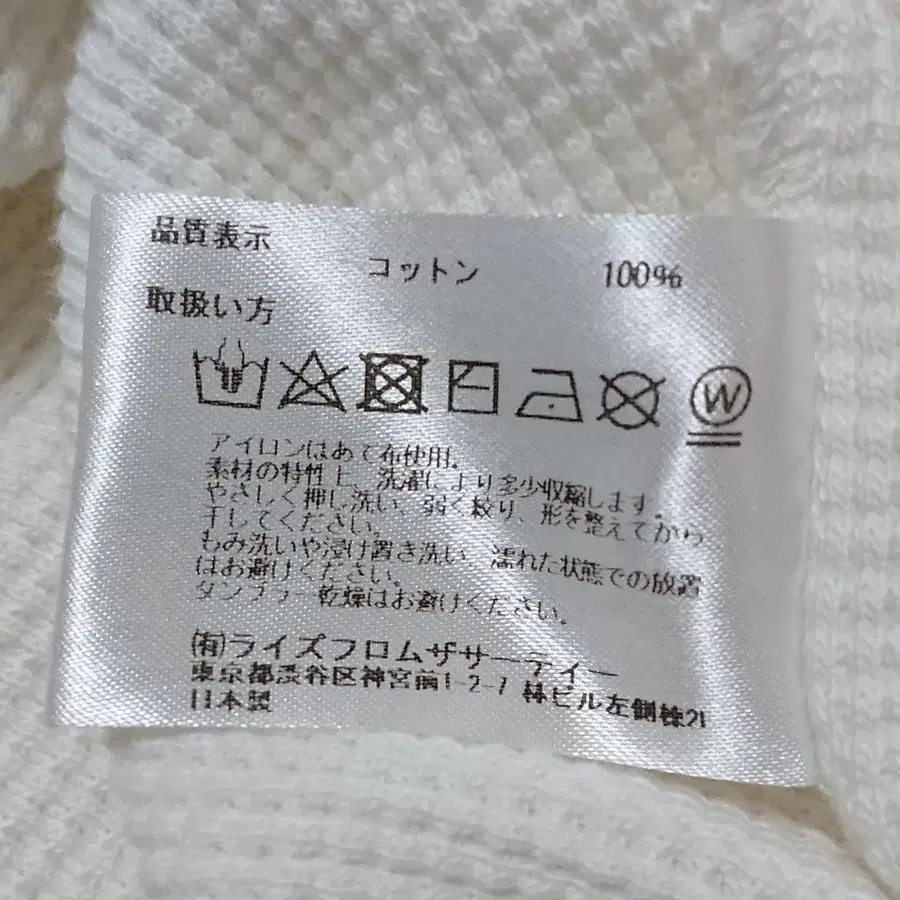 品質表示
コットン 100%
取扱い方
W
アイロンはあて布使用。
素材の特性上、洗濯により多少収縮します。
やさしく押し洗い、弱く絞り、形を整えてから
干してください。
もみ洗いや浸け置き洗い、濡れた状態での放置
はお避けください。
タンブラー乾燥はお避けください。
(有)ライズフロムザサーティー
東京都渋谷区神宮前1-2-7 林ビル左側棟21
日本製